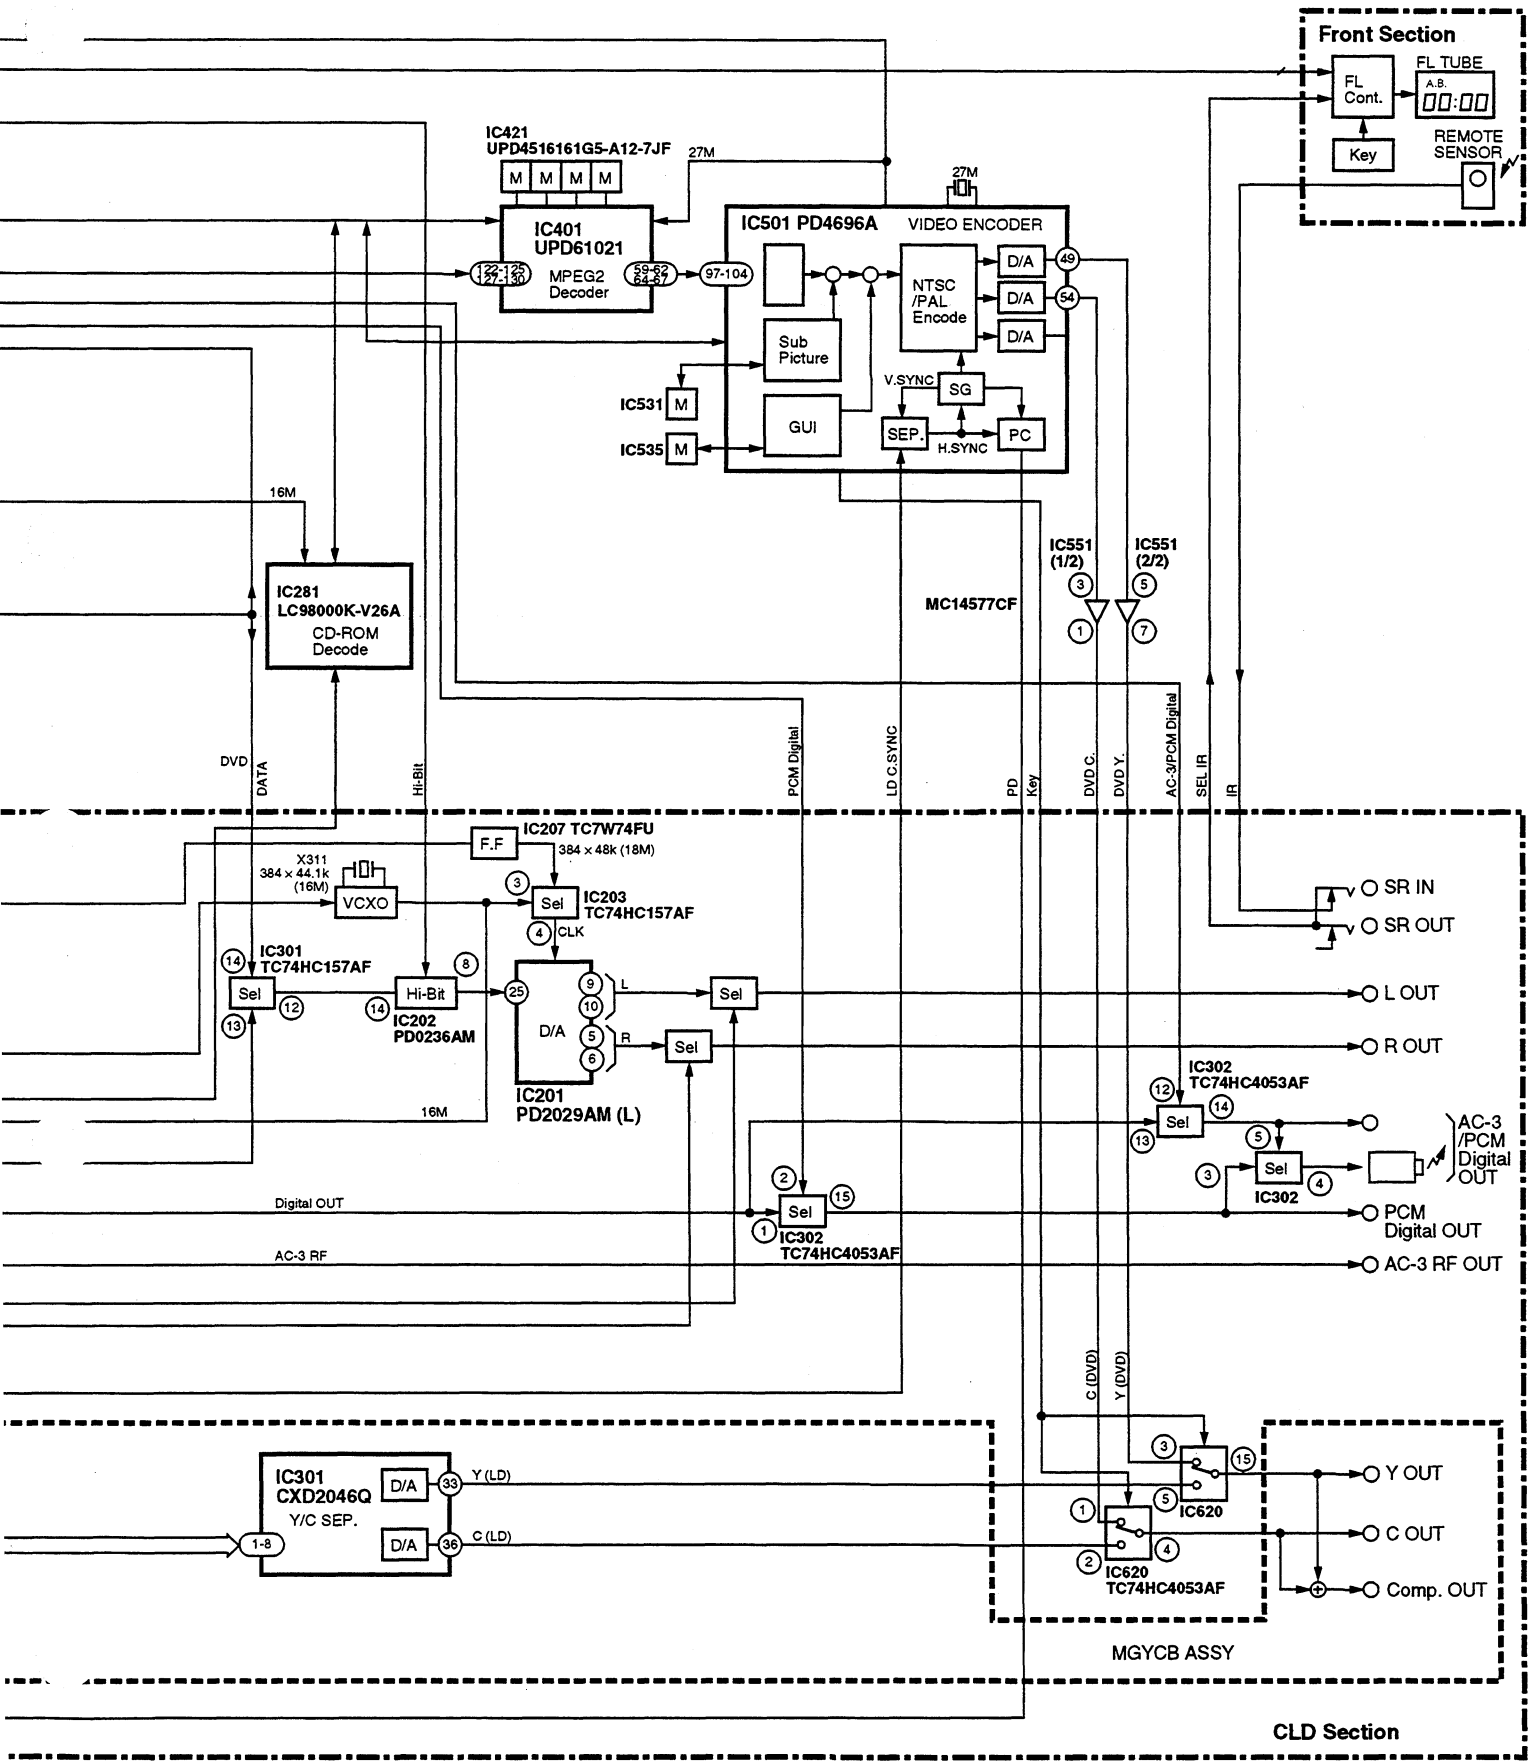 Front Section
FL TUBE
FL
Cont.
A.B.
00:00
Key
REMOTE
SENSOR
IC421
UPD4516161G5-A12-7JF
M M M M
27M
27M
IC401
UPD61021
MPEG2
Decoder
122-125
127-130
59-62
64-67
97-104
IC501 PD4696A
VIDEO ENCODER
NTSC
/PAL
Encode
D/A
49
D/A
54
D/A
Sub
Picture
V.SYNC
SG
IC531
M
GUI
SEP.
PC
H.SYNC
IC535
M
16M
IC281
LC98000K-V26A
CD-ROM
Decode
IC551
(1/2)
IC551
(2/2)
3
5
MC14577CF
1
7
DVD
DATA
Hi-Bit
PCM Digital
LD C.SYNC
PD
Key
DVD C.
DVD Y.
AC-3/PCM Digital
SEL IR
IR
IC207 TC7W74FU
F.F
384 x 48k (18M)
X311
384 x 44.1k
(16M)
VCXO
3
Sel
IC203
TC74HC157AF
4
CLK
SR IN
SR OUT
IC301
TC74HC157AF
14
Sel
12
13
14
Hi-Bit
8
IC202
PD0236AM
25
D/A
9
10
L
5
6
R
Sel
Sel
L OUT
R OUT
IC201
PD2029AM (L)
16M
IC302
TC74HC4053AF
12
Sel
14
13
5
Sel
3
4
IC302
AC-3
/PCM
Digital
OUT
Digital OUT
2
Sel
15
1
IC302
TC74HC4053AF
PCM
Digital OUT
AC-3 RF
AC-3 RF OUT
C (DVD)
Y (DVD)
IC301
CXD2046Q
Y/C SEP.
D/A
33
Y (LD)
D/A
36
C (LD)
1-8
3
15
5
IC620
1
2
4
IC620
TC74HC4053AF
Y OUT
C OUT
Comp. OUT
MGYCB ASSY
CLD Section